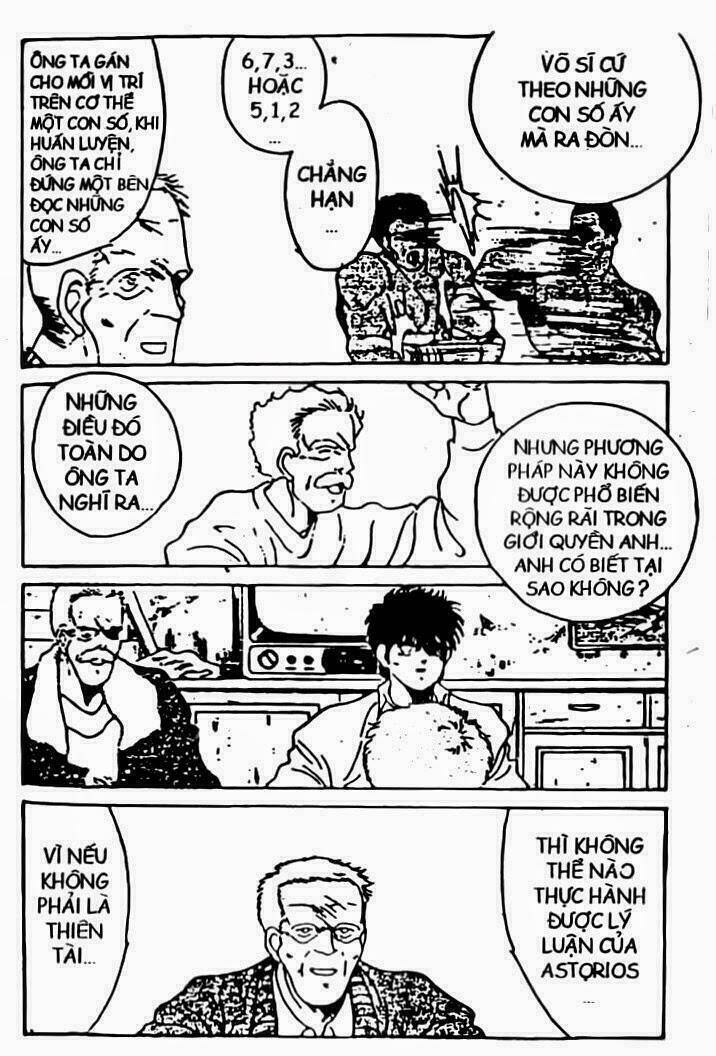 ÔNG TA GÁN
CHO MỖI VỊ TRÍ
TRÊN CƠ THỂ
MỘT CON SỐ, KHI
HUẤN LUYỆN,
ÔNG TA CHỈ
ĐỨNG MỘT BÊN
ĐỌC NHỮNG
CON SỐ
ẤY...
6,7,3...
HOẶC
5,1,2
...
CHẲNG
HẠN
...
VÕ SĨ CỨ
THEO NHỮNG
CON SỐ ẤY
MÀ RA ĐÒN...
NHỮNG
ĐIỀU ĐÓ
TOÀN DO
ÔNG TA
NGHĨ RA...
NHƯNG PHƯƠNG
PHÁP NÀY KHÔNG
ĐƯỢC PHỔ BIẾN
RỘNG RÃI TRONG
GIỚI QUYỀN ANH...
ANH CÓ BIẾT TẠI
SAO KHÔNG?
VÌ NẾU
KHÔNG
PHẢI LÀ
THIÊN
TÀI...
THÌ KHÔNG
THỂ NÀO
THỰC HÀNH
ĐƯỢC LÝ
LUẬN CỦA
ASTORIOS
...